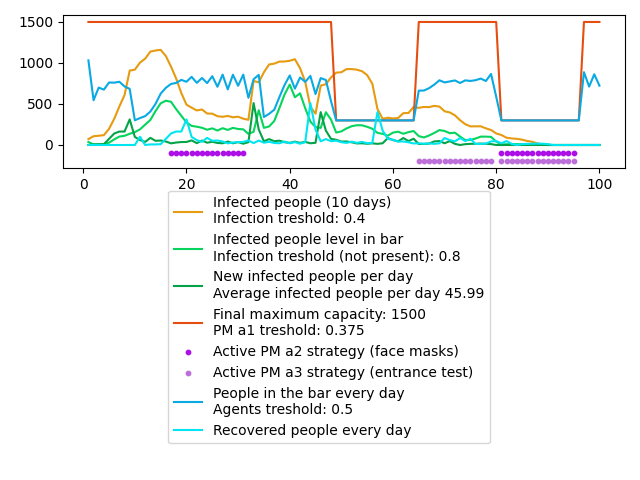 1500
1000
500
0
0
20
40
60
80
100
Infected people (10 days)
Infection treshold: 0.4
Infected people level in bar
Infection treshold (not present): 0.8
New infected people per day
Average infected people per day 45.99
Final maximum capacity: 1500
PM a1 treshold: 0.375
Active PM a2 strategy (face masks)
Active PM a3 strategy (entrance test)
People in the bar every day
Agents treshold: 0.5
Recovered people every day